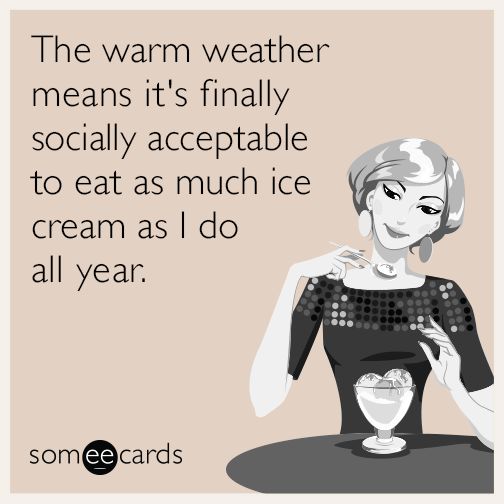 The warm weather
means it's finally
socially acceptable
to eat as much ice
cream as I do
all year.
someecards